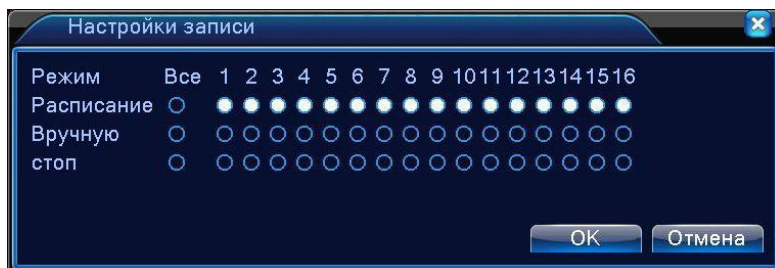 Настройки записи
Режим Все 1 2 3 4 5 6 7 8 9 10 11 12 13 14 15 16
Расписание
Вручную
стоп
OK Отмена